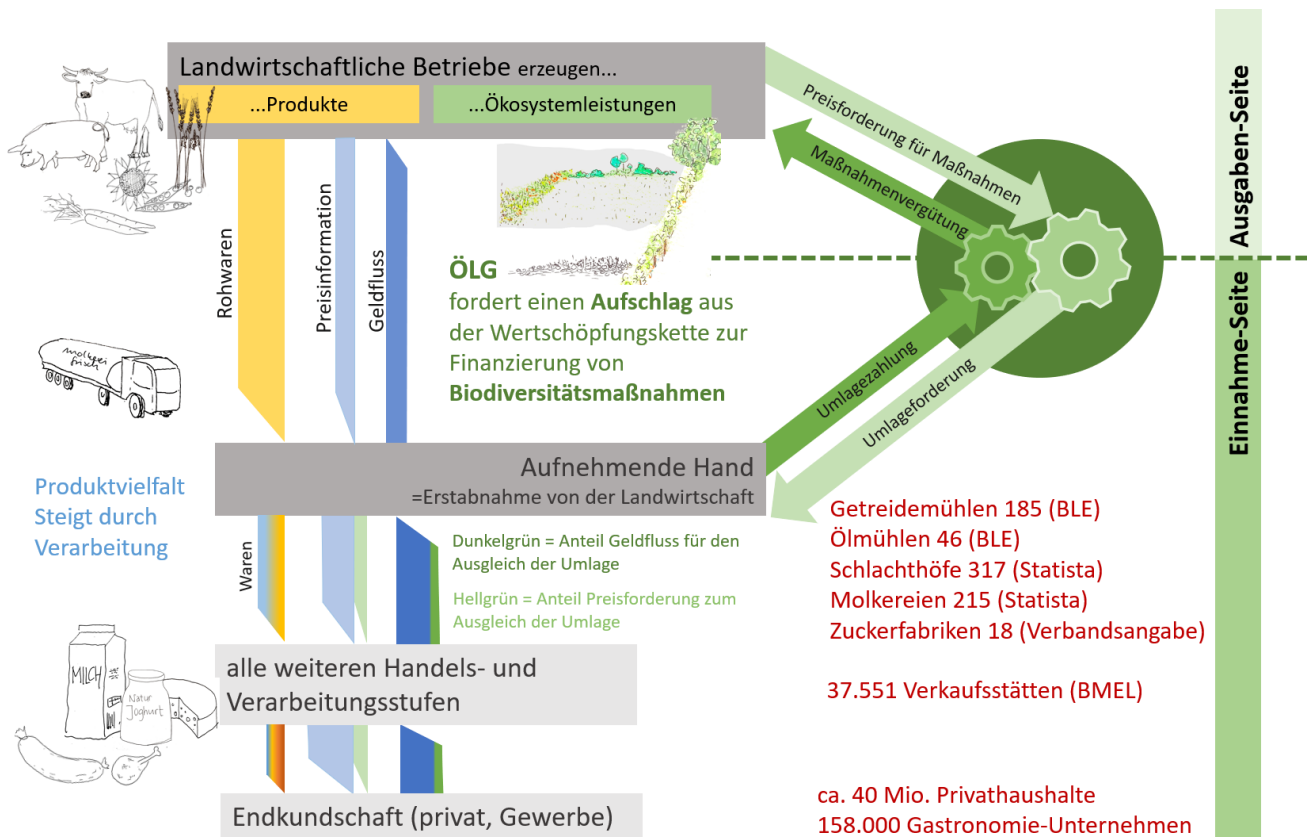 Landwirtschaftliche Betriebe erzeugen...
...Produkte
...Ökosystemleistungen
Preisforderung für Maßnahmen
Maßnahmenvergütung
Ausgaben-Seite
Einnahme-Seite
Rohwaren
Preisinformation
Geldfluss
ÖLG
fordert einen Aufschlag aus
der Wertschöpfungskette zur
Finanzierung von
Biodiversitätsmaßnahmen
Umlagezahlung
Umlageforderung
molkerei
frisch
Aufnehmende Hand
=Erstabnahme von der Landwirtschaft
Produktvielfalt
Steigt durch
Verarbeitung
Waren
Dunkelgrün = Anteil Geldfluss für den
Ausgleich der Umlage
Hellgrün = Anteil Preisforderung zum
Ausgleich der Umlage
Getreidemühlen 185 (BLE)
Ölmühlen 46 (BLE)
Schlachthöfe 317 (Statista)
Molkereien 215 (Statista)
Zuckerfabriken 18 (Verbandsangabe)
MILCH
Natur
Joghurt
alle weiteren Handels- und
Verarbeitungsstufen
37.551 Verkaufsstätten (BMEL)
Endkundschaft (privat, Gewerbe)
ca. 40 Mio. Privathaushalte
158.000 Gastronomie-Unternehmen